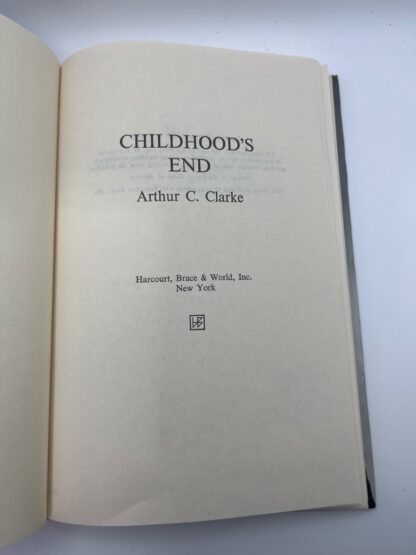 CHILDHOOD'S
END
Arthur C. Clarke
Harcourt, Brace & World, Inc.
New York